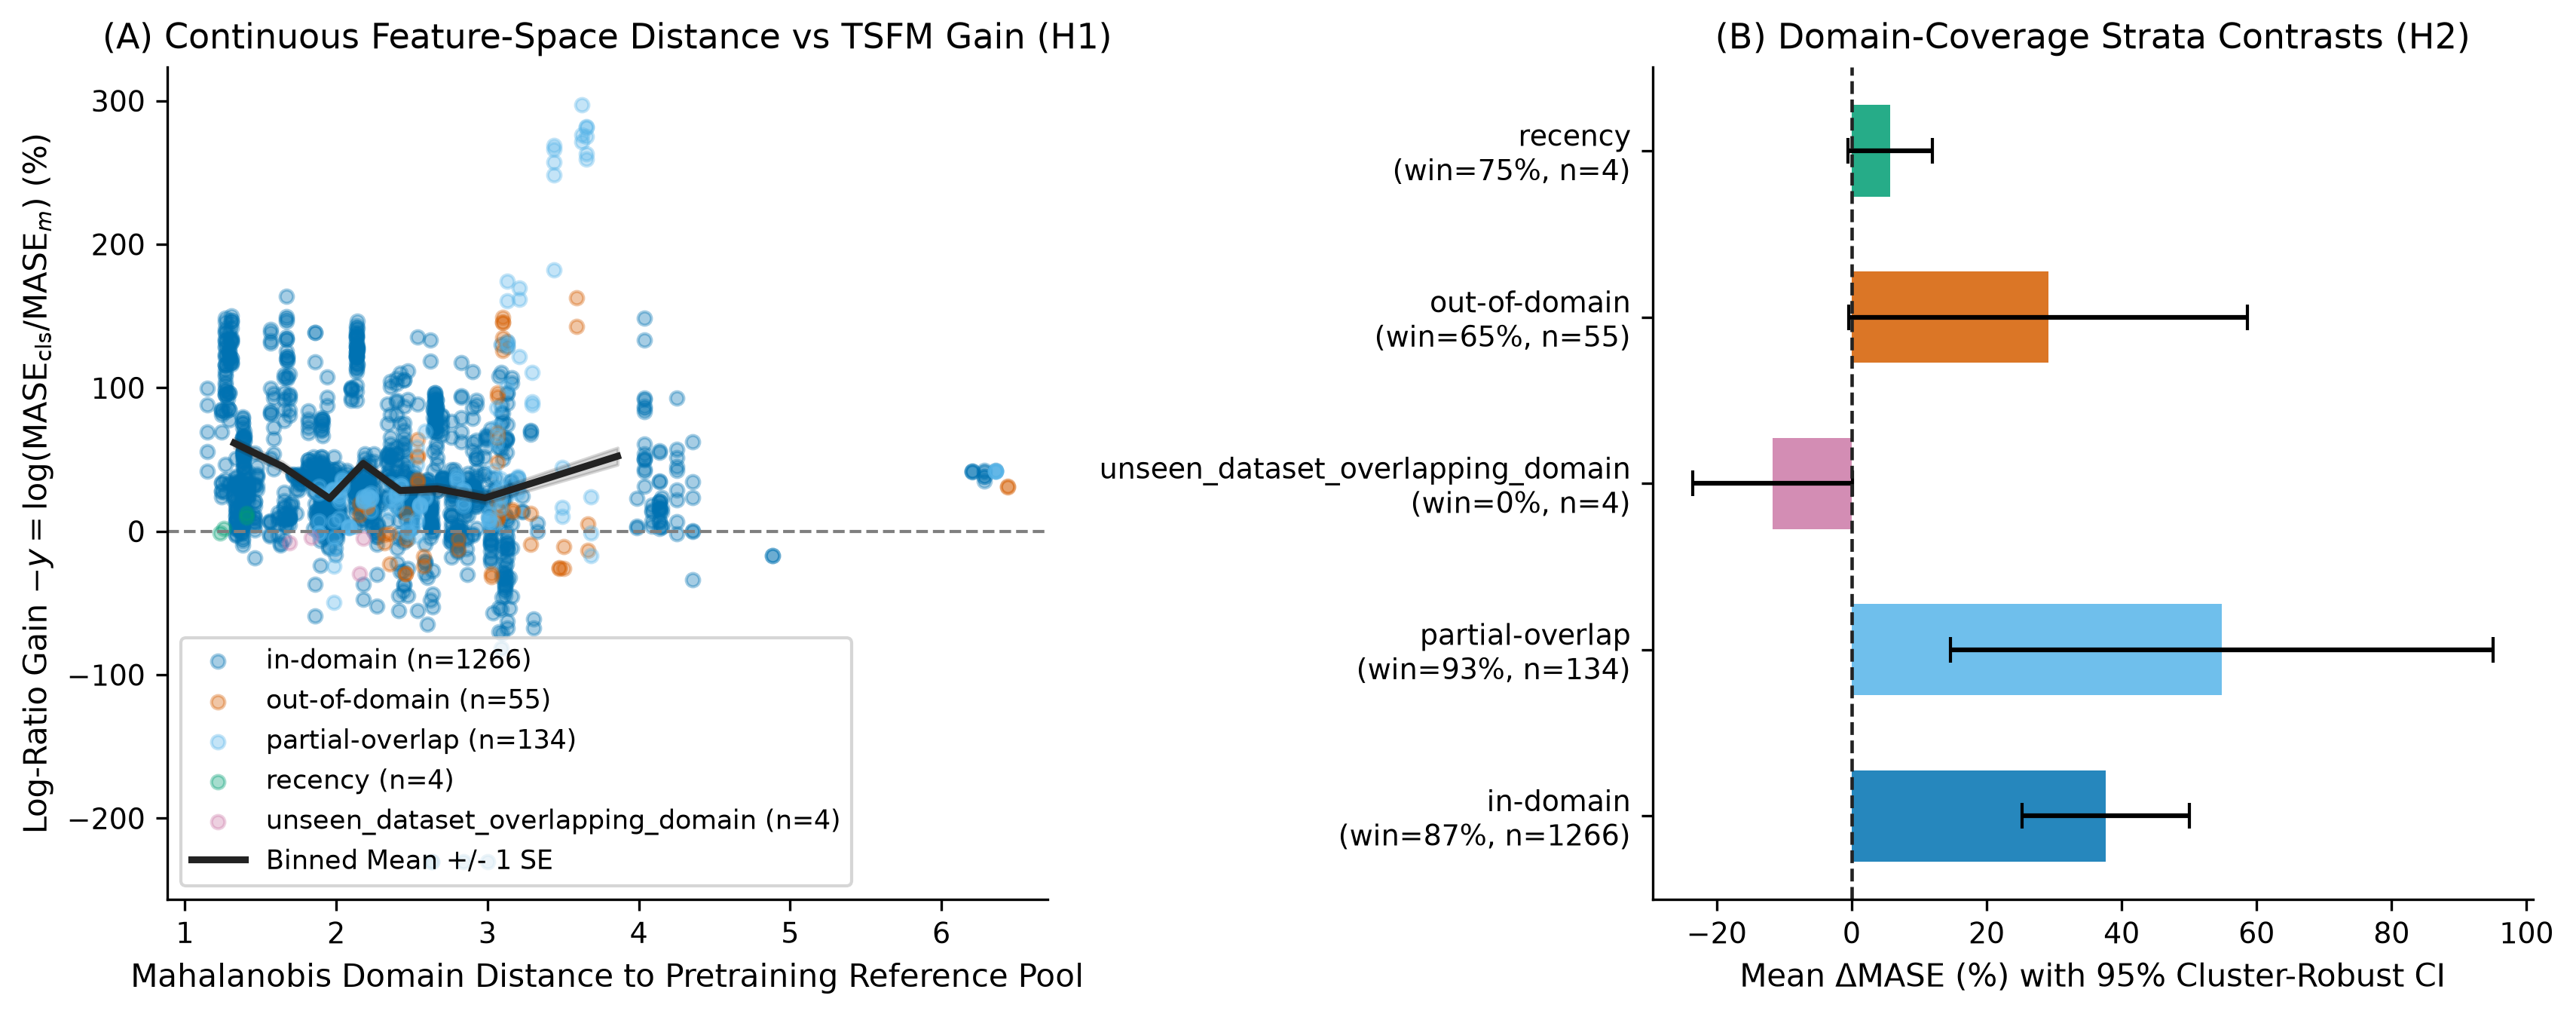 (A) Continuous Feature-Space Distance vs TSFM Gain (H1)
Log-Ratio Gain −y = log(MASE_cls/MASE_m) (%)
300
200
100
0
−100
−200
in-domain (n=1266)
out-of-domain (n=55)
partial-overlap (n=134)
recency (n=4)
unseen_dataset_overlapping_domain (n=4)
Binned Mean +/- 1 SE
1 2 3 4 5 6
Mahalanobis Domain Distance to Pretraining Reference Pool
(B) Domain-Coverage Strata Contrasts (H2)
recency
(win=75%, n=4)
out-of-domain
(win=65%, n=55)
unseen_dataset_overlapping_domain
(win=0%, n=4)
partial-overlap
(win=93%, n=134)
in-domain
(win=87%, n=1266)
−20 0 20 40 60 80 100
Mean ΔMASE (%) with 95% Cluster-Robust CI